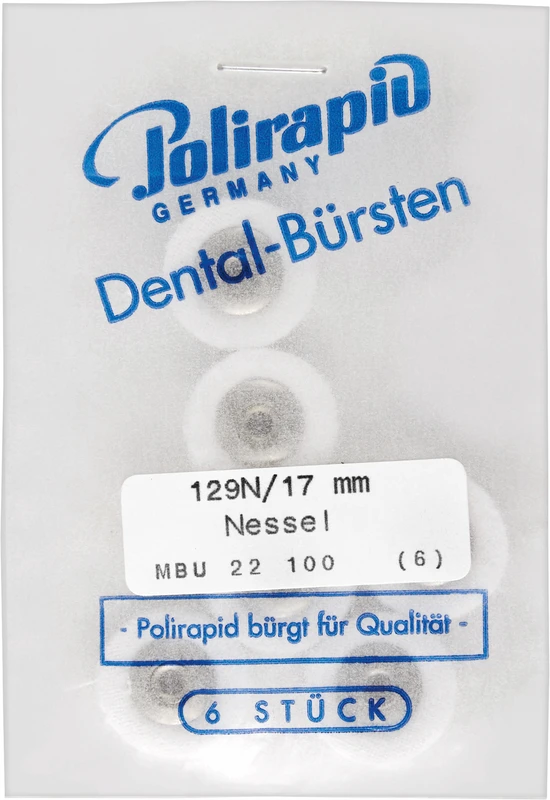 Polirapid
GERMANY
Dental-Bürsten
129N/17 mm
Nessel
MBU 22 100 (6)
- Polirapid bürgt für Qualität -
6 STÜCK